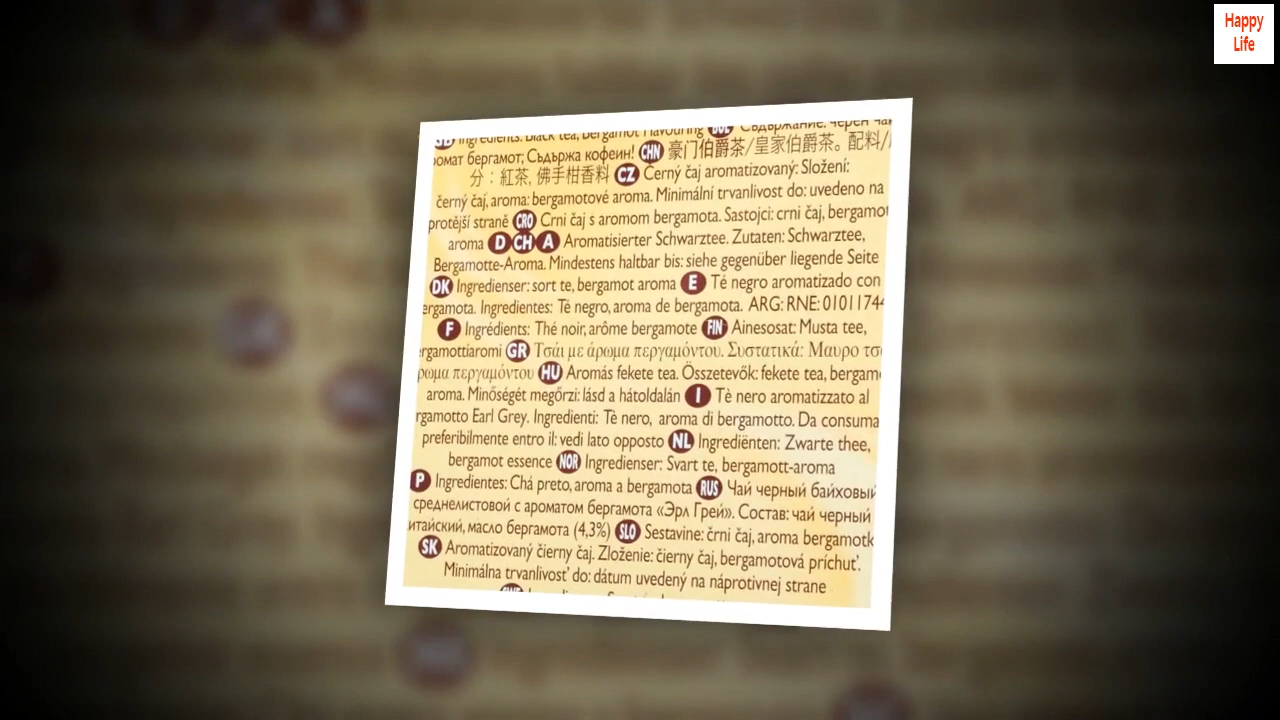 Happy
Life
GB Ingredients: Black tea, bergamot flavouring BUL Съдържание: черен
бергамот; Съдържа кофеин! CHN 豪门伯爵茶/皇家伯爵茶。配料/
分：紅茶, 佛手柑香料 CZ Černý čaj aromatizovaný: Složení:
černý čaj, aroma: bergamotové aroma. Minimální trvanlivost do: uvedeno na
protější straně CRO Crni čaj s aromom bergamota. Sastojci: crni čaj, bergamot
aroma D CH A Aromatisierter Schwarztee. Zutaten: Schwarztee,
Bergamotte-Aroma. Mindestens haltbar bis: siehe gegenüber liegende Seite
DK Ingredienser: sort te, bergamot aroma E Té negro aromatizado con
ergamota. Ingredientes: Tè negro, aroma de bergamota. ARG: RNE: 01011744
F Ingrédients: Thé noir, arôme bergamote FIN Ainesosat: Musta tee,
ergamottiaromi GR Τσάι με άρωμα περγαμόντου. Συστατικά: Μαυρο
ρωμα περγαμόντου HU Aromás fekete tea. Összetevők: fekete tea, bergam
aroma. Minőségét megőrzi: lásd a hátoldalán I Tè nero aromatizzato al
rgamotto Earl Grey. Ingredienti: Tè nero, aroma di bergamotto. Da consuma
preferibilmente entro il: vedi lato opposto NL Ingrediënten: Zwarte thee,
bergamot essence NOR Ingredienser: Svart te, bergamott-aroma
P Ingredientes: Chá preto, aroma a bergamota RUS Чай черный байховый
среднелистовой с ароматом бергамота «Эрл Грей». Состав: чай черный
итайский, масло бергамота (4,3%) SLO Sestavine: črni čaj, aroma bergamotk
SK Aromatizovaný čierny čaj. Zloženie: čierny čaj, bergamotová príchuť.
Minimálna trvanlivosť do: dátum uvedený na náprotivnej strane